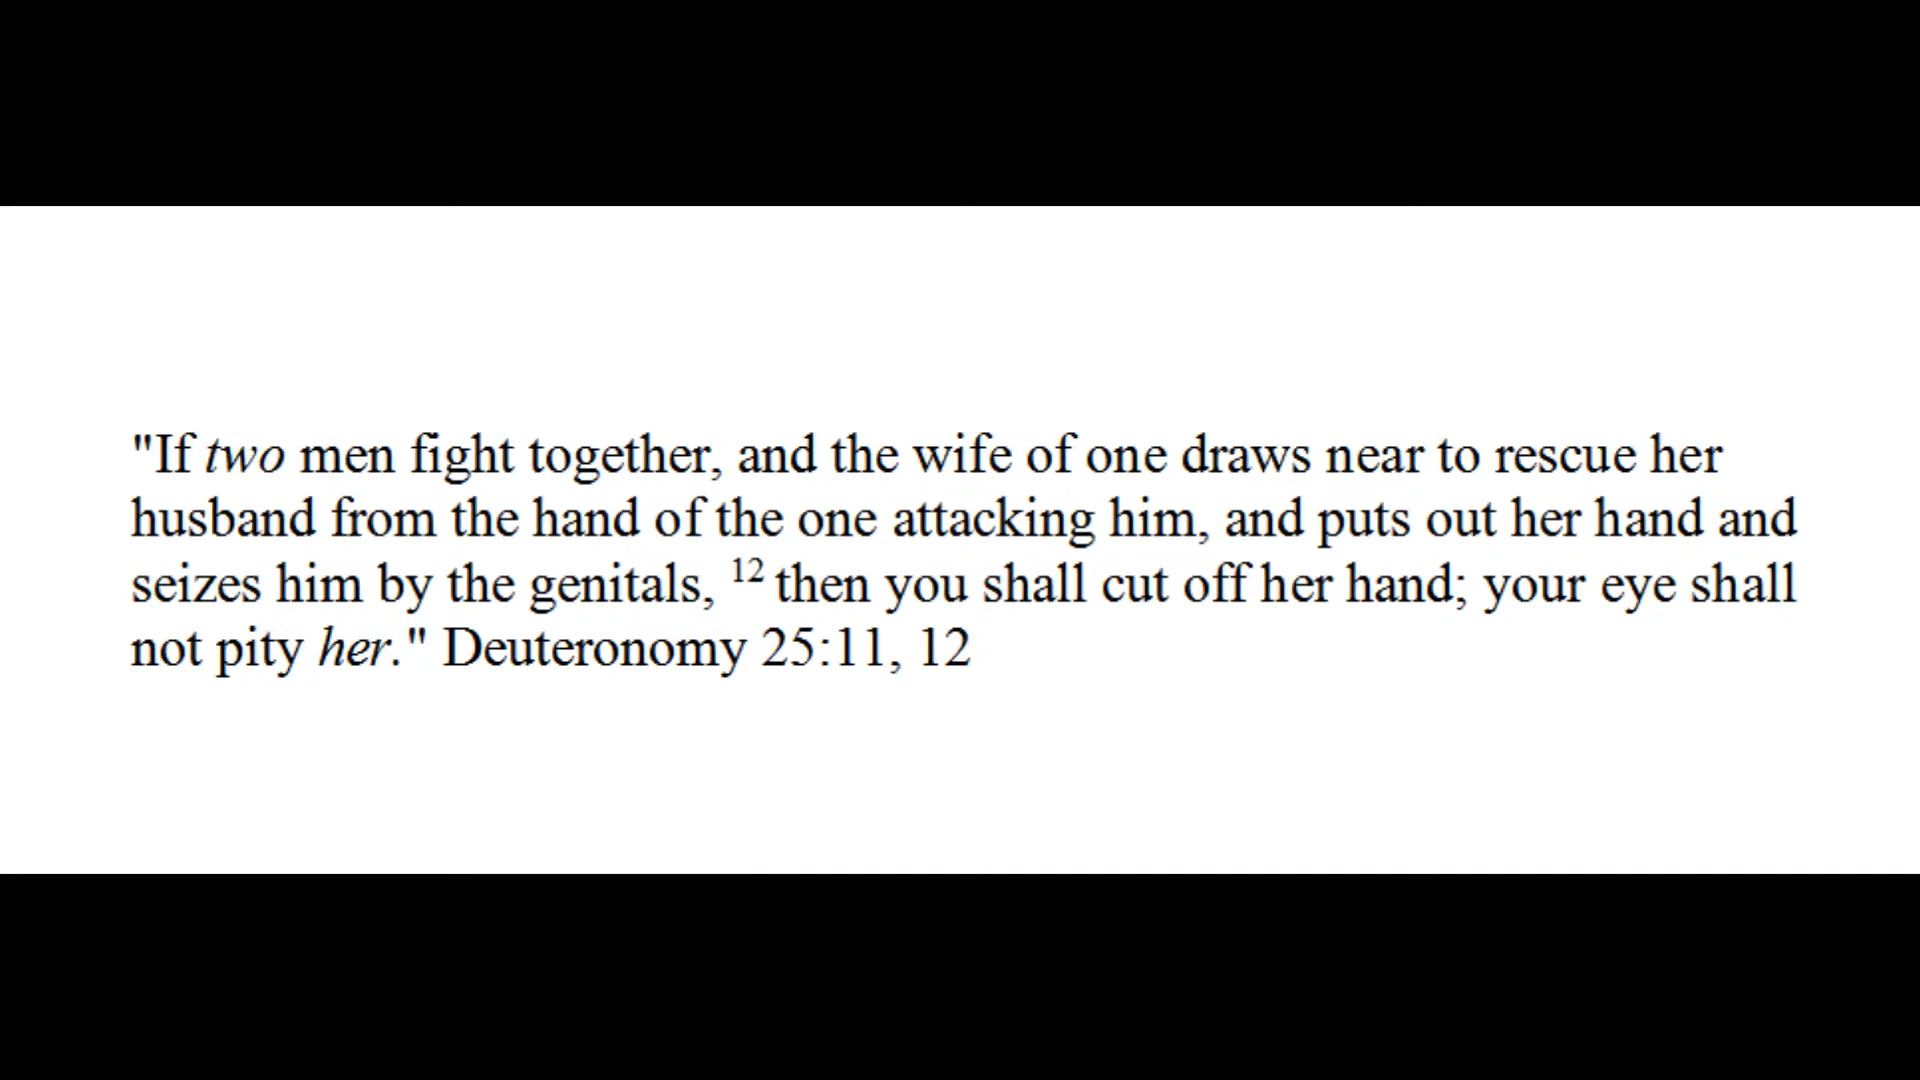 "If two men fight together, and the wife of one draws near to rescue her
husband from the hand of the one attacking him, and puts out her hand and
seizes him by the genitals, 12 then you shall cut off her hand; your eye shall
not pity her." Deuteronomy 25:11, 12